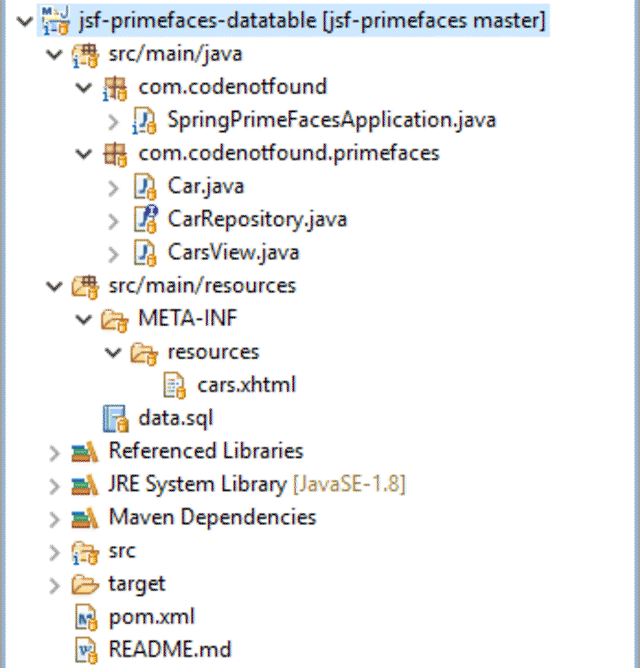 jsf-primefaces-datatable [jsf-primefaces master]
src/main/java
com.codenotfound
SpringPrimeFacesApplication.java
com.codenotfound.primefaces
Car.java
CarRepository.java
CarsView.java
src/main/resources
META-INF
resources
cars.xhtml
data.sql
Referenced Libraries
JRE System Library [JavaSE-1.8]
Maven Dependencies
src
target
pom.xml
README.md